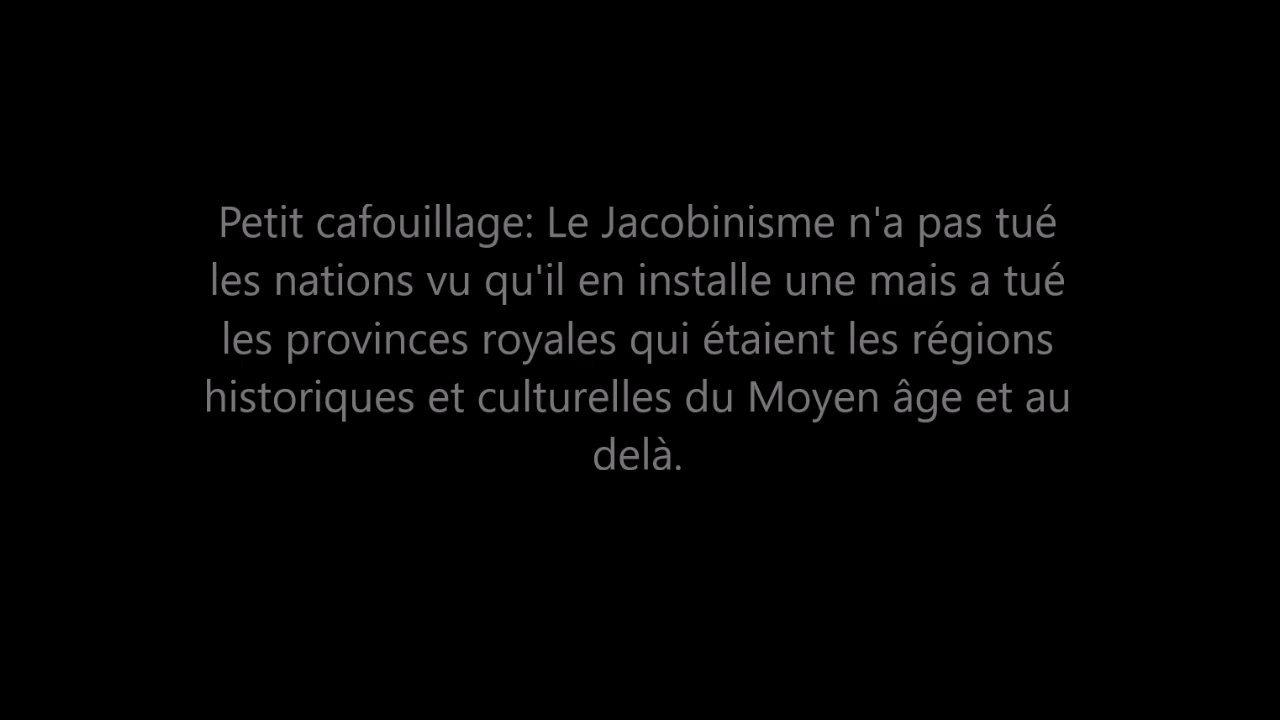 Petit cafouillage: Le Jacobinisme n'a pas tué
les nations vu qu'il en installe une mais a tué
les provinces royales qui étaient les régions
historiques et culturelles du Moyen âge et au
delà.